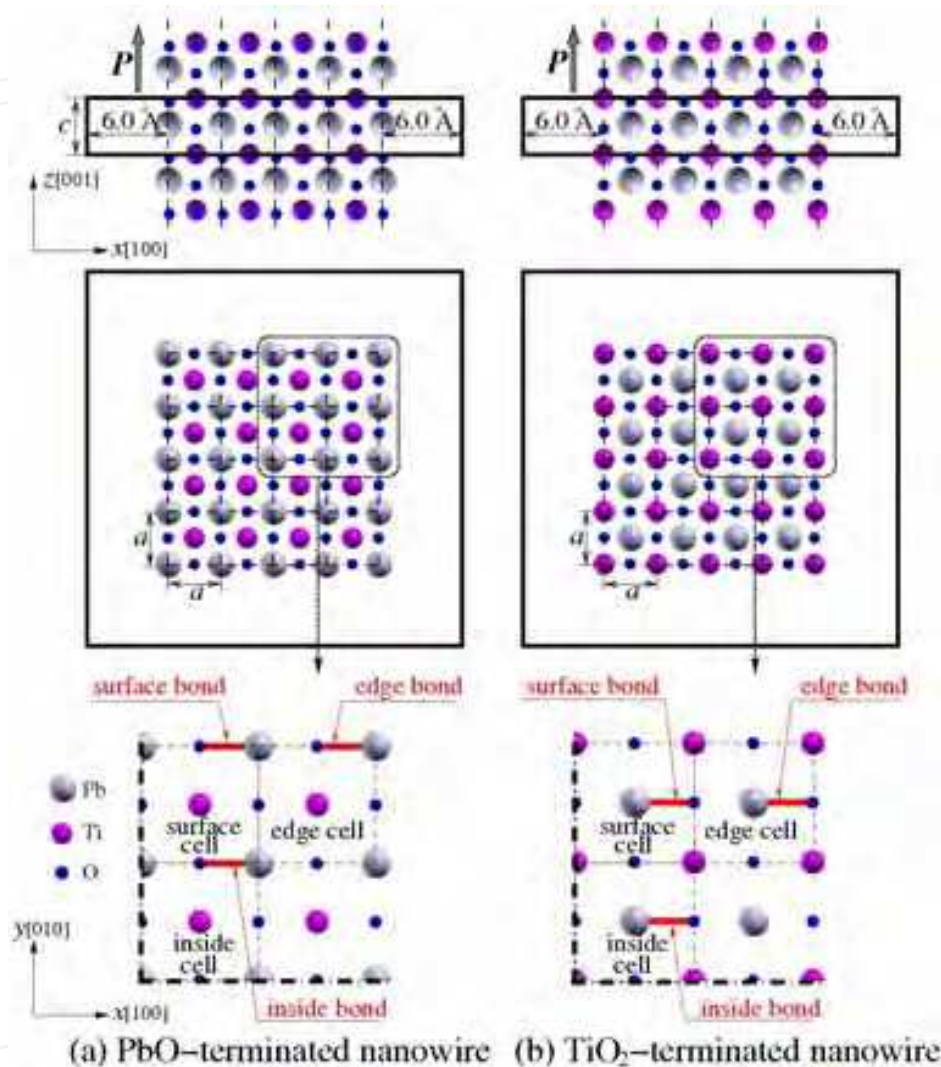 P
P
c
6.0 Å
6.0 Å
6.0 Å
6.0 Å
z[001]
x[100]
a
a
a
a
surface bond
edge bond
surface bond
edge bond
Pb
Ti
O
surface
cell
edge cell
inside
cell
surface
cell
edge cell
inside
cell
y[010]
x[100]
inside bond
inside bond
(a) PbO−terminated nanowire
(b) TiO₂−terminated nanowire